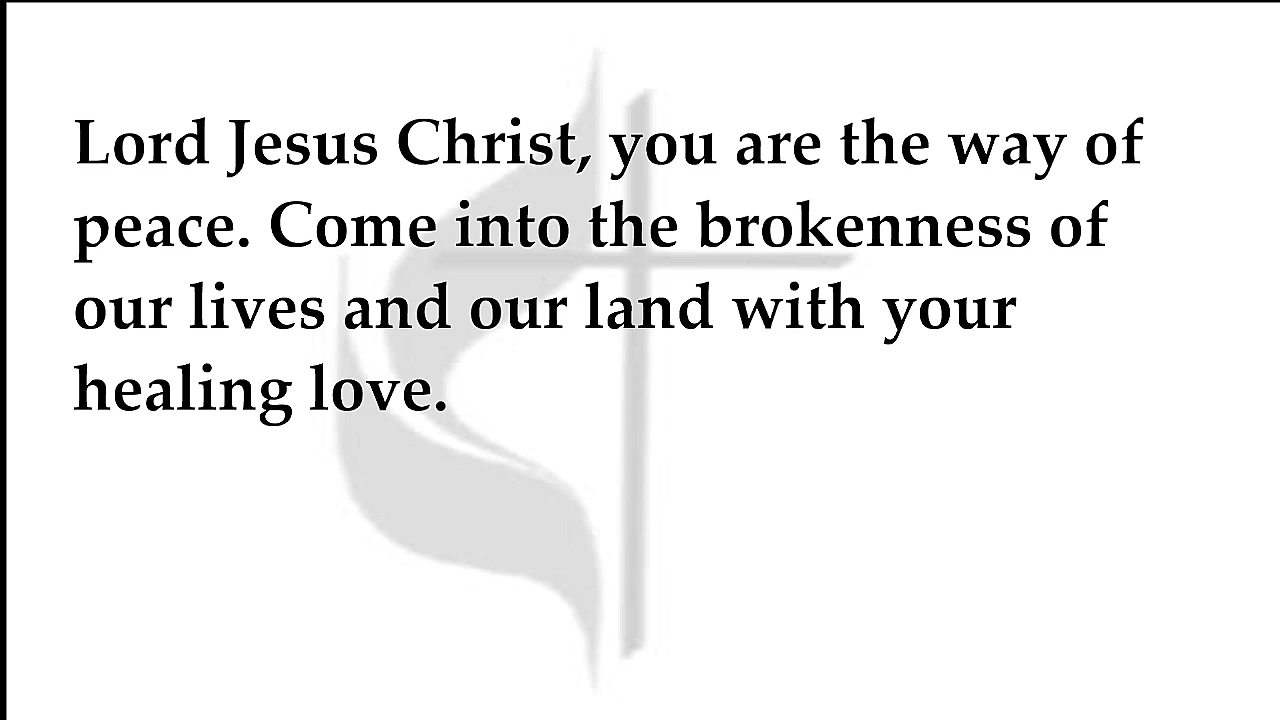 Lord Jesus Christ, you are the way of
peace. Come into the brokenness of
our lives and our land with your
healing love.